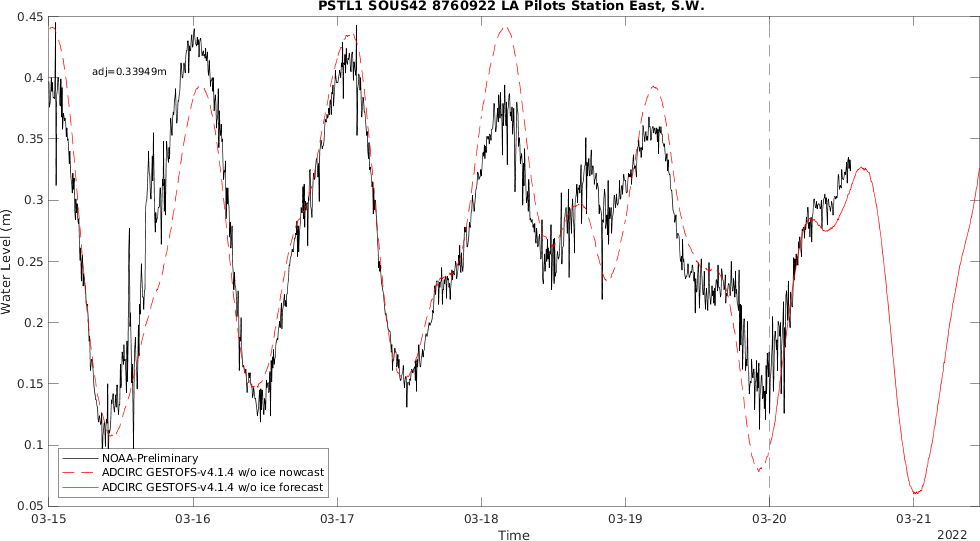 PSTL1 SOUS42 8760922 LA Pilots Station East, S.W.
0.45
0.4
0.35
0.3
0.25
0.2
0.15
0.1
0.05
Water Level (m)
adj=0.33949m
NOAA-Preliminary
ADCIRC GESTOFS-v4.1.4 w/o ice nowcast
ADCIRC GESTOFS-v4.1.4 w/o ice forecast
03-15 03-16 03-17 03-18 03-19 03-20 03-21
Time
2022